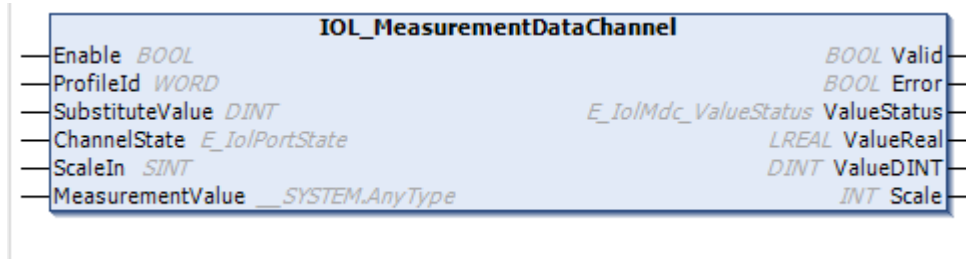 IOL_MeasurementDataChannel
Enable BOOL BOOL Valid
ProfileId WORD BOOL Error
SubstituteValue DINT E_IolMdc_ValueStatus ValueStatus
ChannelState E_IolPortState LREAL ValueReal
ScaleIn SINT DINT ValueDINT
MeasurementValue __SYSTEM.AnyType INT Scale